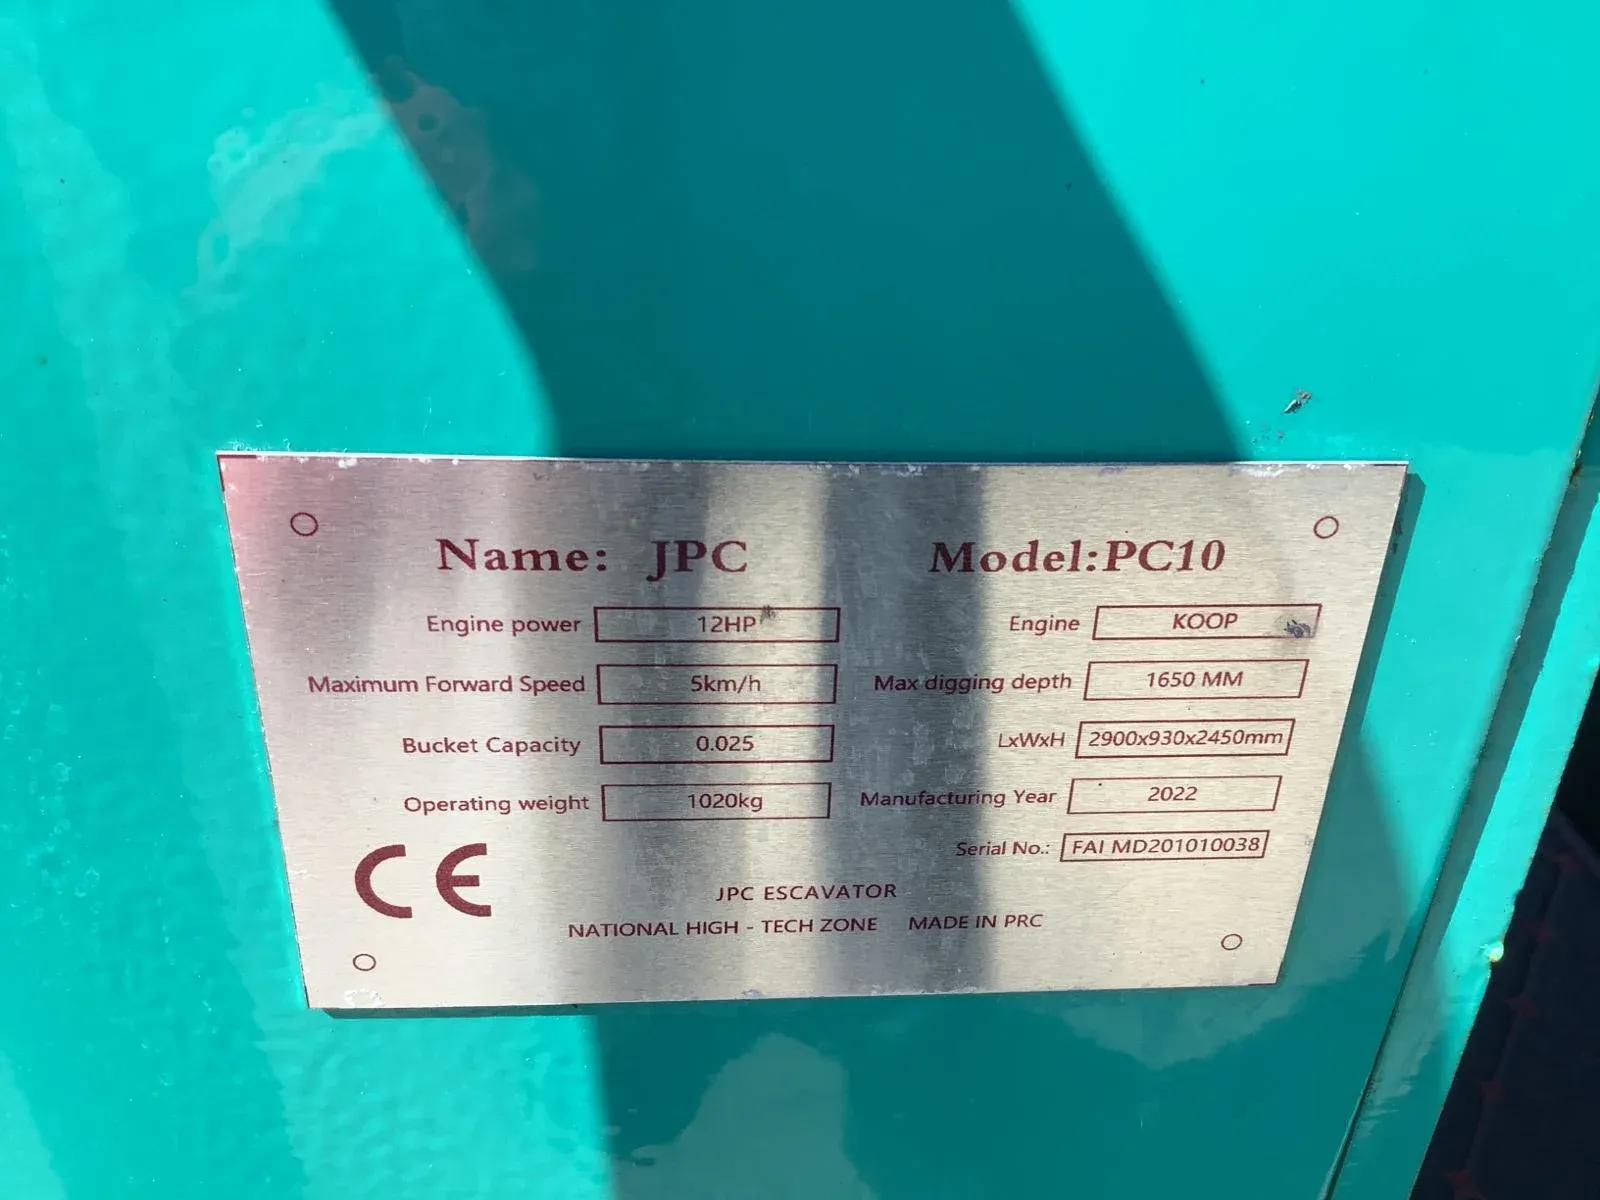 Name: JPC Model:PC10
Engine power 12HP Engine KOOP
Maximum Forward Speed 5km/h Max digging depth 1650 MM
Bucket Capacity 0.025 LxWxH 2900x930x2450mm
Operating weight 1020kg Manufacturing Year 2022
Serial No.: FAI MD201010038
CE
JPC ESCAVATOR
NATIONAL HIGH - TECH ZONE MADE IN PRC